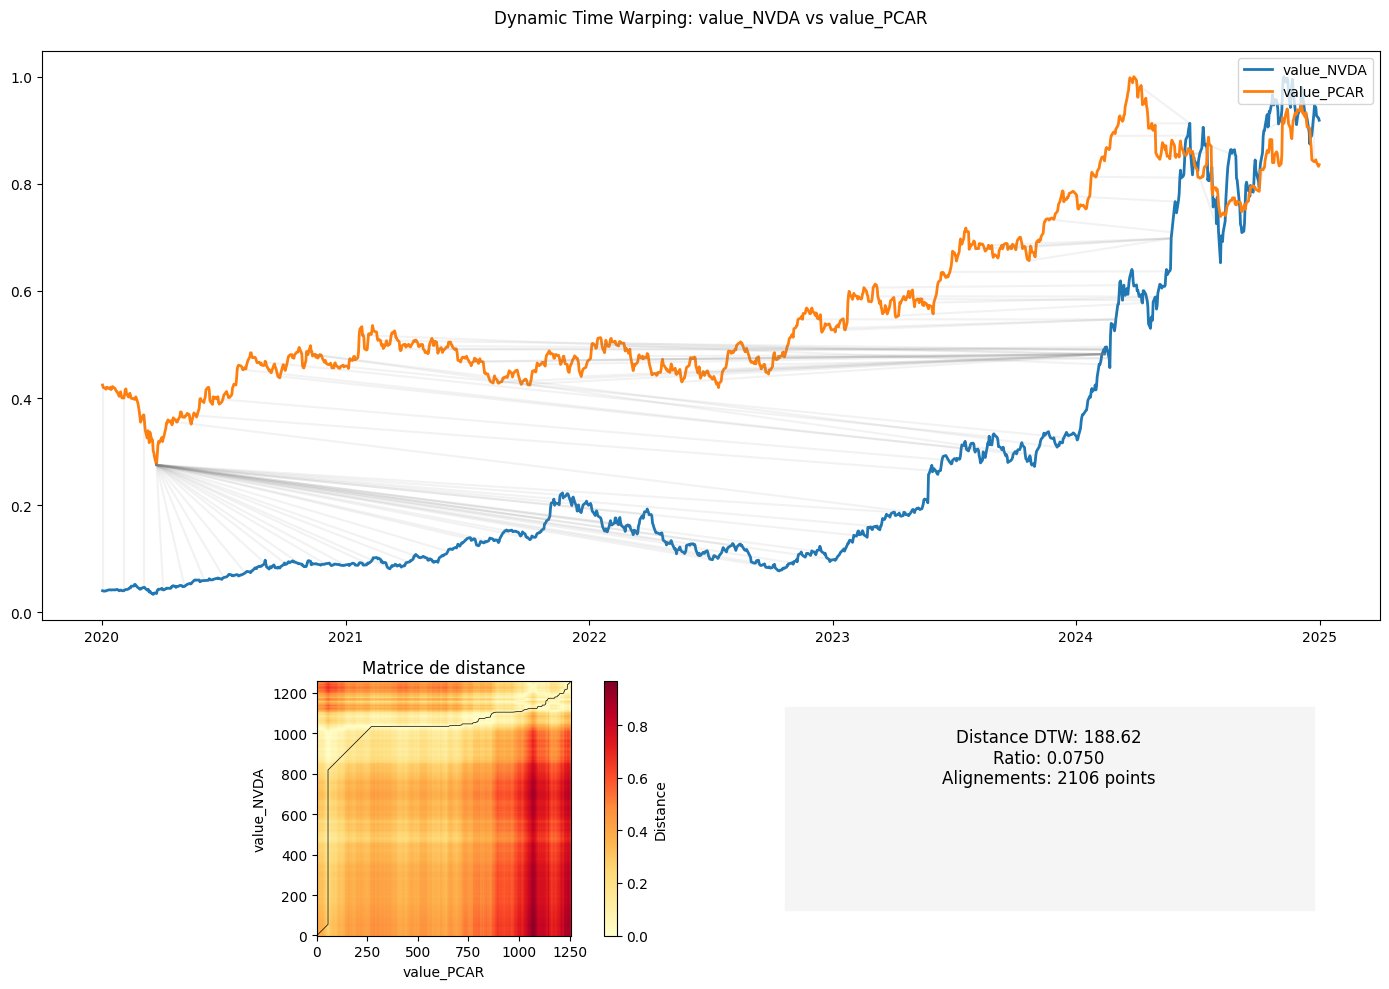 Dynamic Time Warping: value_NVDA vs value_PCAR
value_NVDA
value_PCAR
1.0
0.8
0.6
0.4
0.2
0.0
2020 2021 2022 2023 2024 2025
Matrice de distance
value_NVDA
1200
1000
800
600
400
200
0
0 250 500 750 1000 1250
value_PCAR
0.8
0.6
0.4
0.2
0.0
Distance
Distance DTW: 188.62
Ratio: 0.0750
Alignements: 2106 points